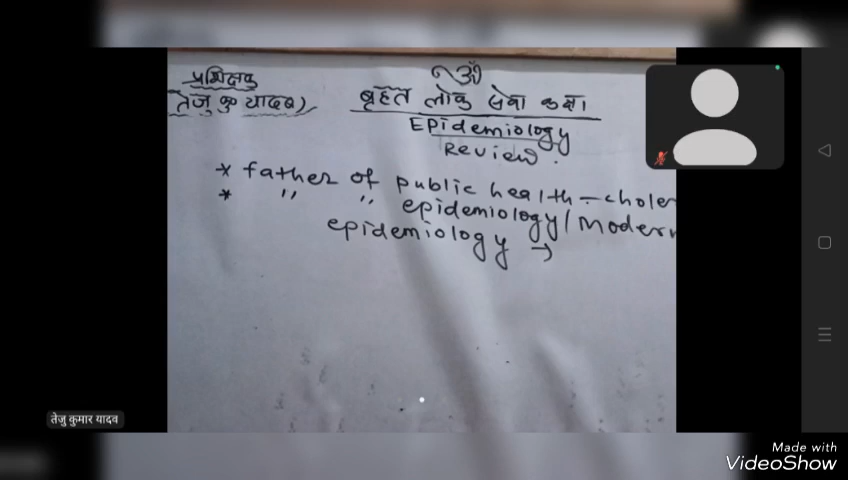 ॐ
प्रशिक्षक
तेजु कु यादव)
बृहत लोक सेवा कक्षा
Epidemiology
Review.
* father of public health - choler
* " " epidemiology/Modern
epidemiology →
तेजु कुमार यादव
Made with
VideoShow